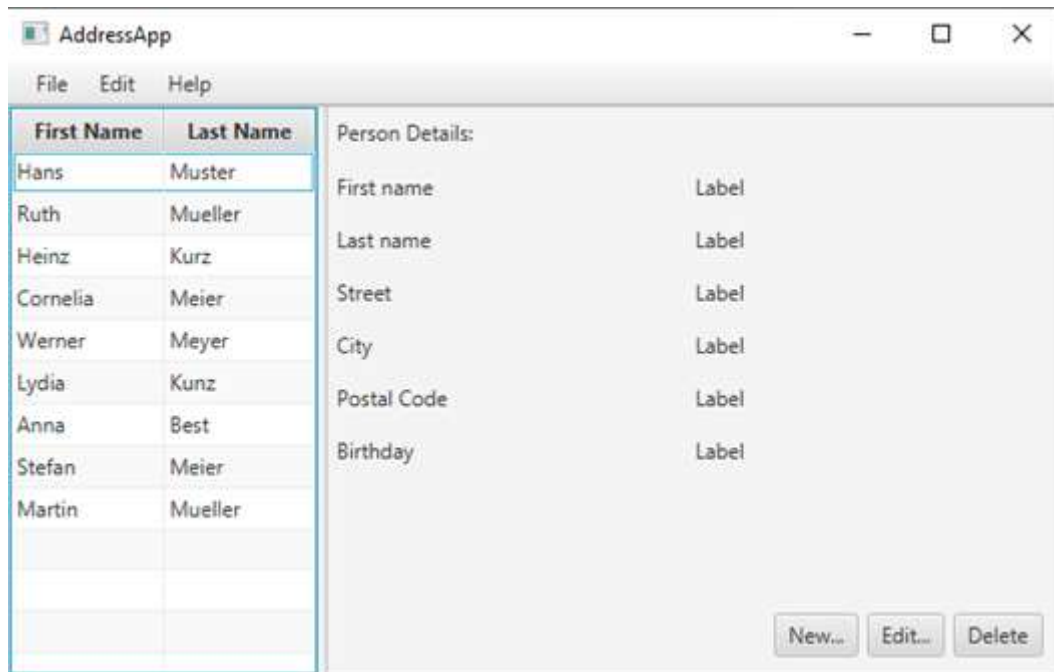 AddressApp
File Edit Help
First Name Last Name
Hans Muster
Ruth Mueller
Heinz Kurz
Cornelia Meier
Werner Meyer
Lydia Kunz
Anna Best
Stefan Meier
Martin Mueller
Person Details:
First name Label
Last name Label
Street Label
City Label
Postal Code Label
Birthday Label
New... Edit... Delete